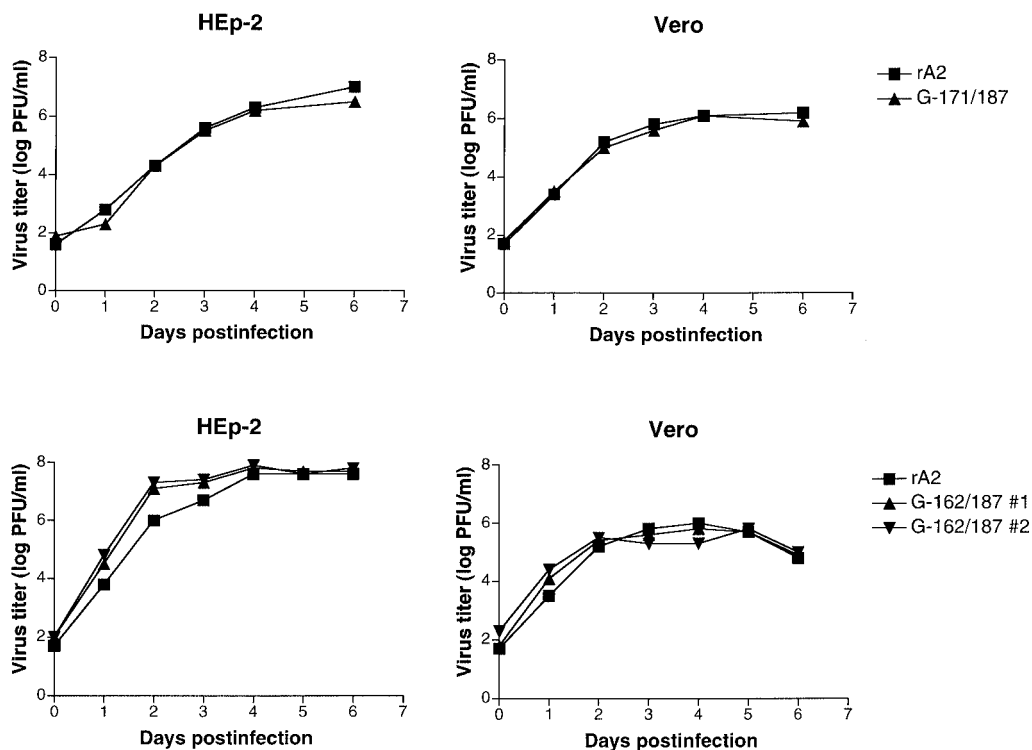 HEp-2
Virus titer (log PFU/ml)
8
6
4
2
0
0 1 2 3 4 5 6 7
Days postinfection
Vero
Virus titer (log PFU/ml)
8
6
4
2
0
0 1 2 3 4 5 6 7
Days postinfection
rA2
G-171/187
HEp-2
Virus titer (log PFU/ml)
8
6
4
2
0
0 1 2 3 4 5 6 7
Days postinfection
Vero
Virus titer (log PFU/ml)
8
6
4
2
0
0 1 2 3 4 5 6 7
Days postinfection
rA2
G-162/187 #1
G-162/187 #2